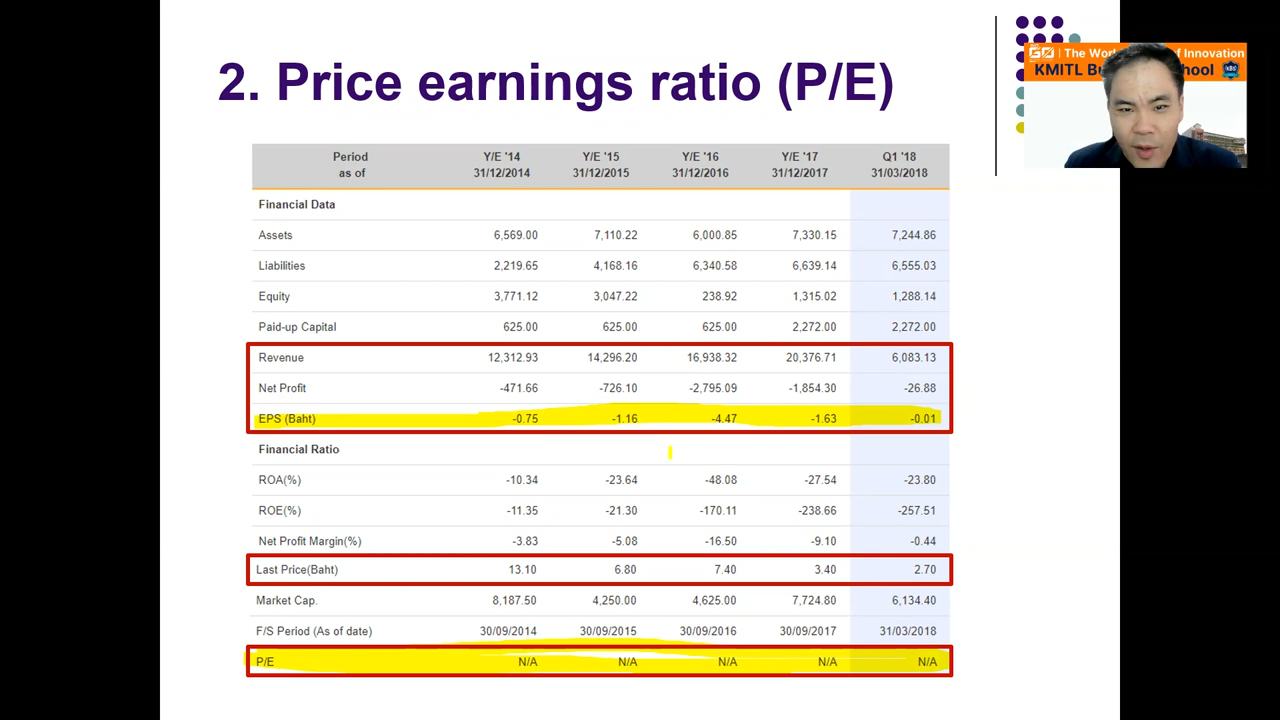 2. Price earnings ratio (P/E)
GO | The World of Innovation
KMITL Bu hool
Period as of Y/E '14 31/12/2014 Y/E '15 31/12/2015 Y/E '16 31/12/2016 Y/E '17 31/12/2017 Q1 '18 31/03/2018
Financial Data
Assets 6,569.00 7,110.22 6,000.85 7,330.15 7,244.86
Liabilities 2,219.65 4,168.16 6,340.58 6,639.14 6,555.03
Equity 3,771.12 3,047.22 238.92 1,315.02 1,288.14
Paid-up Capital 625.00 625.00 625.00 2,272.00 2,272.00
Revenue 12,312.93 14,296.20 16,938.32 20,376.71 6,083.13
Net Profit -471.66 -726.10 -2,795.09 -1,854.30 -26.88
EPS (Baht) -0.75 -1.16 -4.47 -1.63 -0.01
Financial Ratio
ROA(%) -10.34 -23.64 -48.08 -27.54 -23.80
ROE(%) -11.35 -21.30 -170.11 -238.66 -257.51
Net Profit Margin(%) -3.83 -5.08 -16.50 -9.10 -0.44
Last Price(Baht) 13.10 6.80 7.40 3.40 2.70
Market Cap. 8,187.50 4,250.00 4,625.00 7,724.80 6,134.40
F/S Period (As of date) 30/09/2014 30/09/2015 30/09/2016 30/09/2017 31/03/2018
P/E N/A N/A N/A N/A N/A